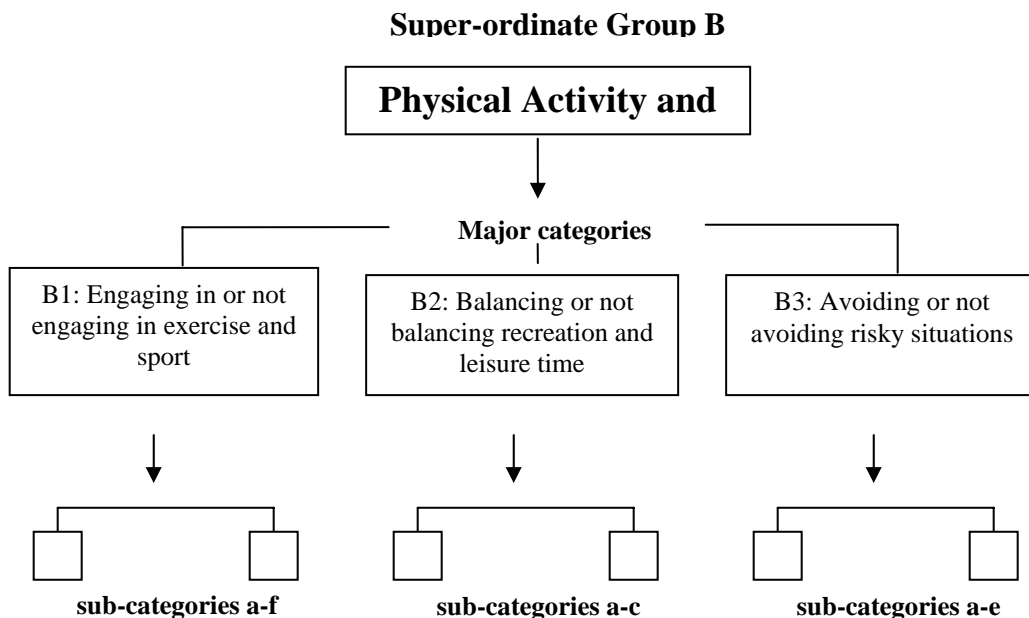 Super-ordinate Group B
Physical Activity and
Major categories
B1: Engaging in or not
engaging in exercise and
sport
B2: Balancing or not
balancing recreation and
leisure time
B3: Avoiding or not
avoiding risky situations
sub-categories a-f
sub-categories a-c
sub-categories a-e